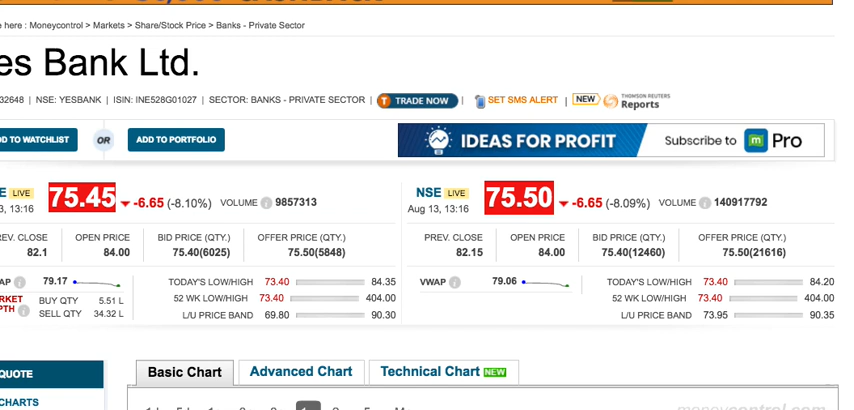 e here : Moneycontrol > Markets > Share/Stock Price > Banks - Private Sector
es Bank Ltd.
32648 | NSE: YESBANK | ISIN: INE528G01027 | SECTOR: BANKS - PRIVATE SECTOR | TRADE NOW | SET SMS ALERT | NEW THOMSON REUTERS Reports
DD TO WATCHLIST OR ADD TO PORTFOLIO IDEAS FOR PROFIT Subscribe to m Pro
E LIVE 75.45 -6.65 (-8.10%) VOLUME 9857313
3, 13:16
NSE LIVE 75.50 -6.65 (-8.09%) VOLUME 140917792
Aug 13, 13:16
REV. CLOSE OPEN PRICE BID PRICE (QTY.) OFFER PRICE (QTY.)
82.1 84.00 75.40(6025) 75.50(5848)
PREV. CLOSE OPEN PRICE BID PRICE (QTY.) OFFER PRICE (QTY.)
82.15 84.00 75.40(12460) 75.50(21616)
AP 79.17
RKET PTH BUY QTY 5.51 L
SELL QTY 34.32 L
TODAY'S LOW/HIGH 73.40 84.35
52 WK LOW/HIGH 73.40 404.00
L/U PRICE BAND 69.80 90.30
VWAP 79.06
TODAY'S LOW/HIGH 73.40 84.20
52 WK LOW/HIGH 73.40 404.00
L/U PRICE BAND 73.95 90.35
QUOTE
CHARTS
Basic Chart Advanced Chart Technical Chart NEW
moneycontrol.com